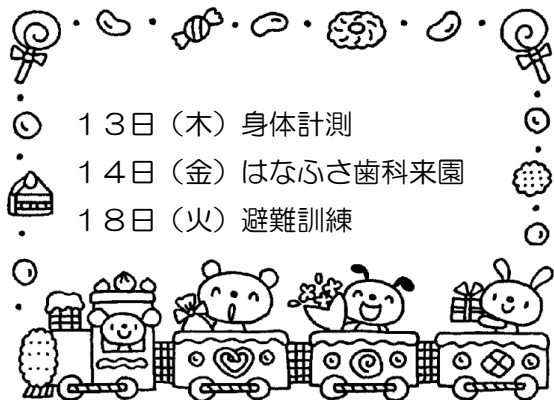 １３日（木）身体計測
１４日（金）はなふさ歯科来園
１８日（火）避難訓練